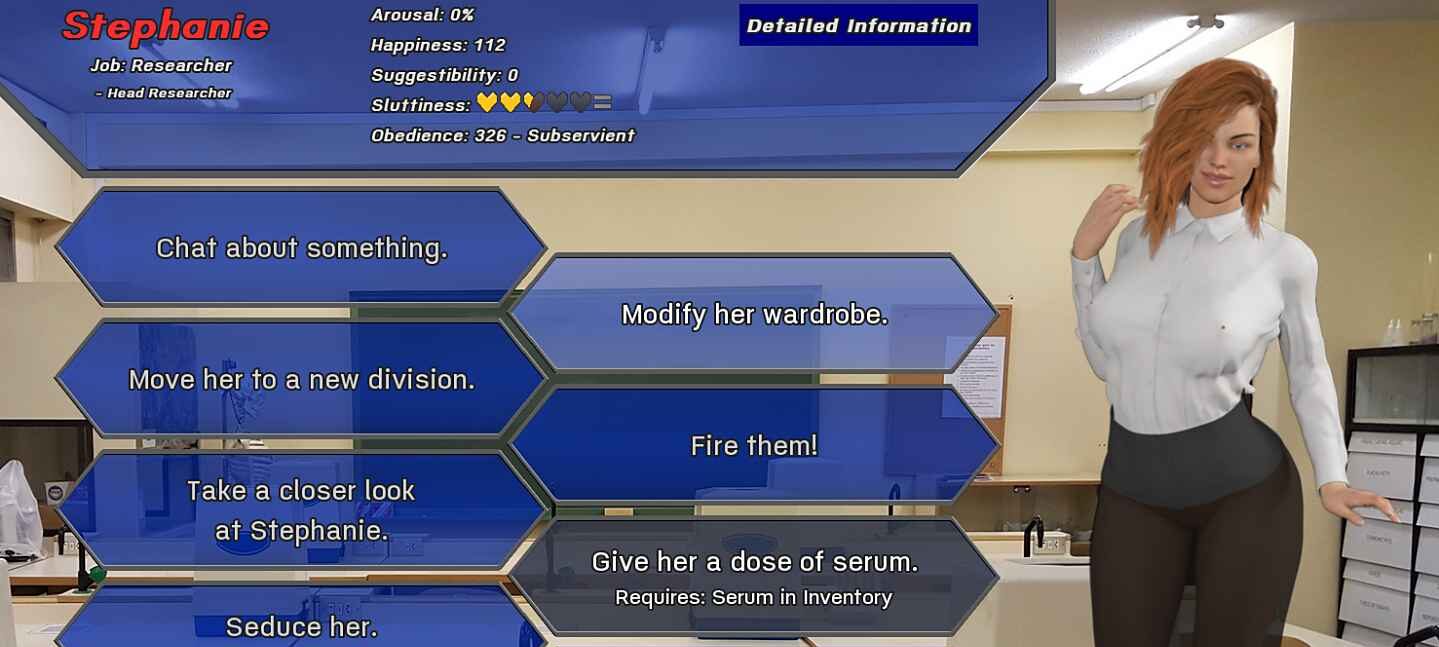 Stephanie
Job: Researcher
- Head Researcher
Arousal: 0%
Happiness: 112
Suggestibility: 0
Sluttiness:
Obedience: 326 - Subservient
Detailed Information
Chat about something.
Modify her wardrobe.
Move her to a new division.
Fire them!
Take a closer look
at Stephanie.
Give her a dose of serum.
Requires: Serum in Inventory
Seduce her.